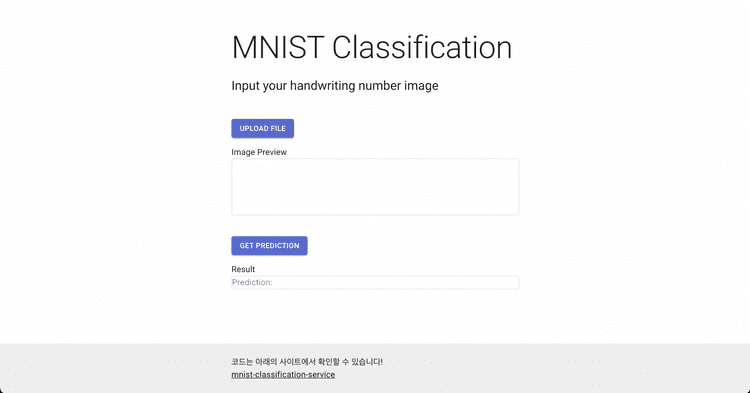 MNIST Classification
Input your handwriting number image
UPLOAD FILE
Image Preview
GET PREDICTION
Result
Prediction:
코드는 아래의 사이트에서 확인할 수 있습니다!
mnist-classification-service